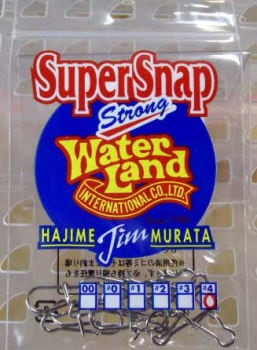 SuperSnap
Strong
Water
Land
INTERNATIONAL CO., LTD.
HAJIME Jim MURATA
00 #0 #1 #2 #3 #4